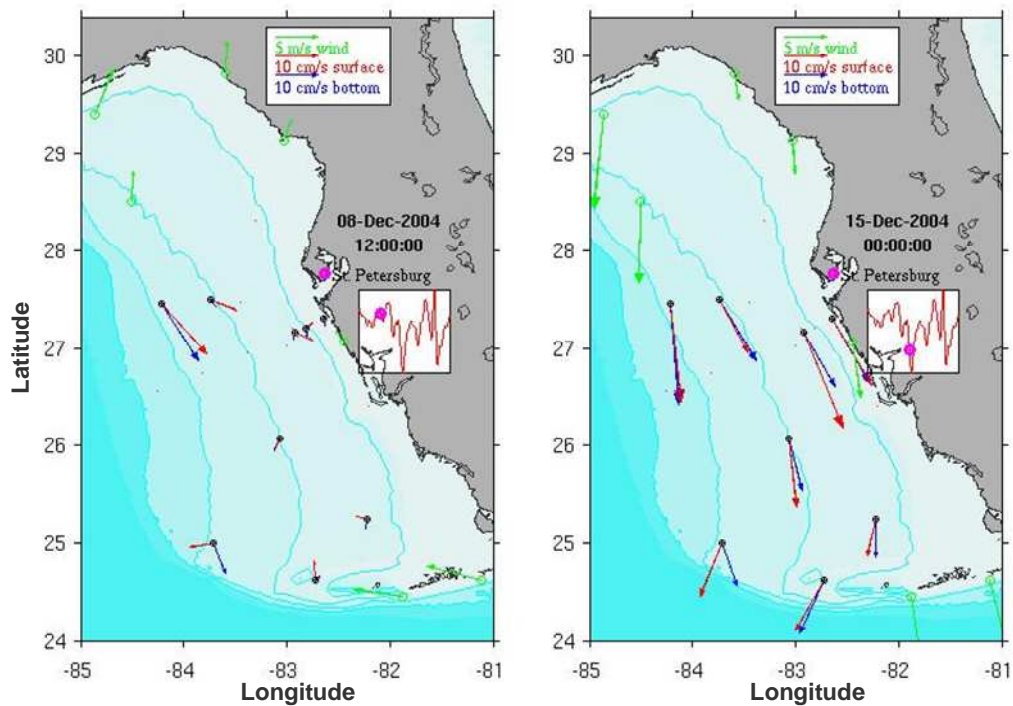 30
29
28
27
26
25
24
Latitude
5 m/s wind
10 cm/s surface
10 cm/s bottom
08-Dec-2004
12:00:00
St. Petersburg
-85
-84
-83
-82
-81
Longitude
30
29
28
27
26
25
24
5 m/s wind
10 cm/s surface
10 cm/s bottom
15-Dec-2004
00:00:00
St. Petersburg
-85
-84
-83
-82
-81
Longitude